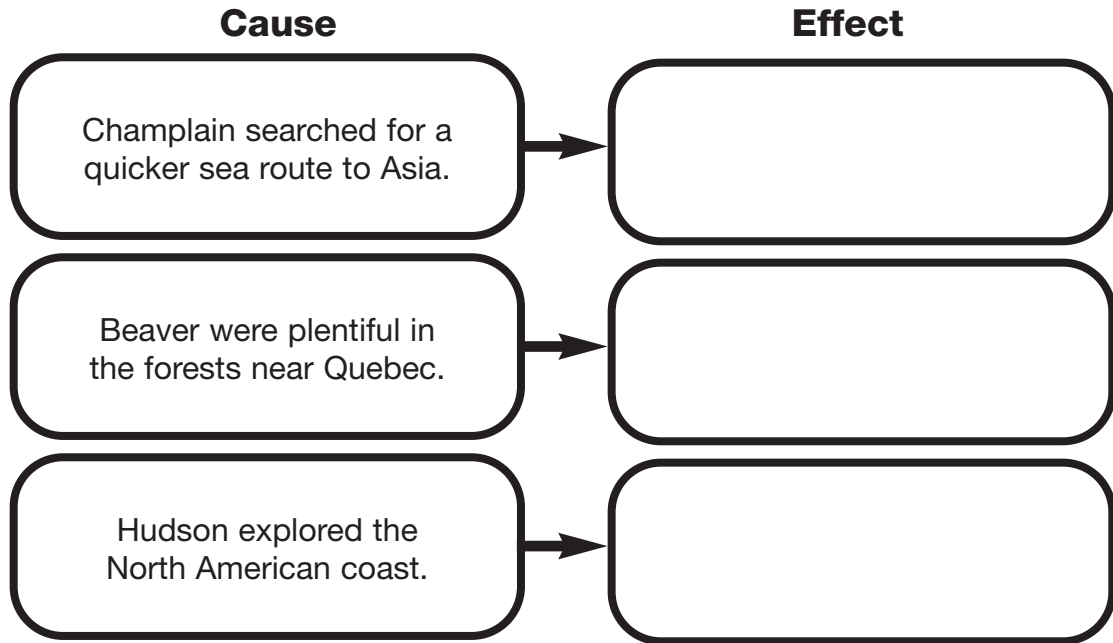 Cause
Effect
Champlain searched for a
quicker sea route to Asia.
Beaver were plentiful in
the forests near Quebec.
Hudson explored the
North American coast.